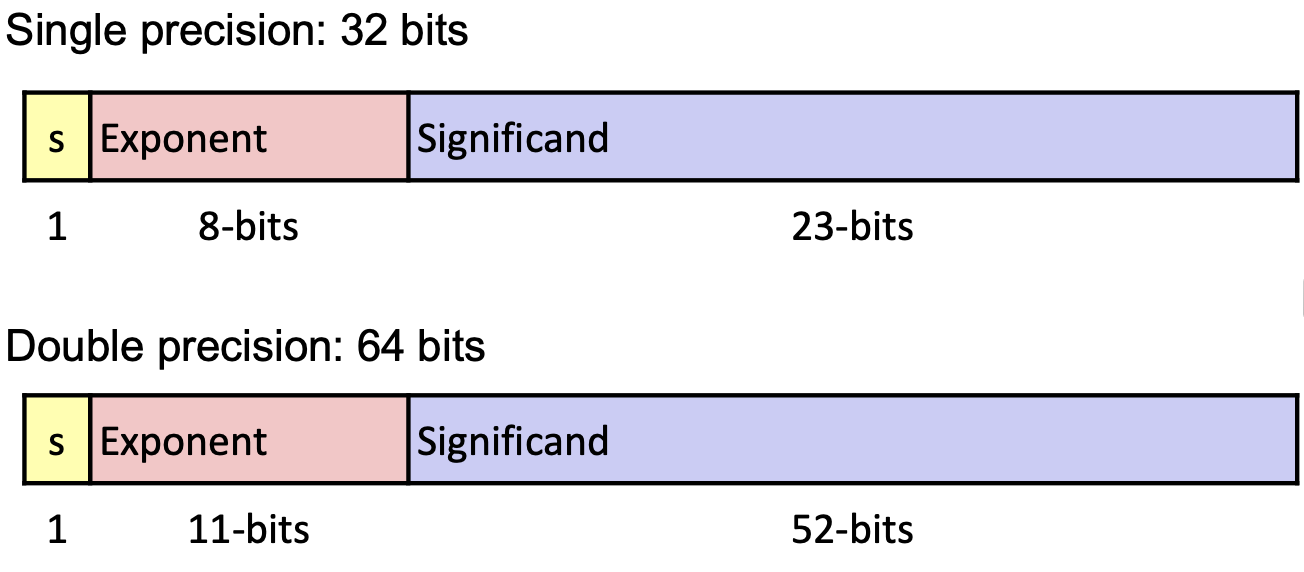 Single precision: 32 bits
s Exponent Significand
1 8-bits 23-bits
Double precision: 64 bits
s Exponent Significand
1 11-bits 52-bits